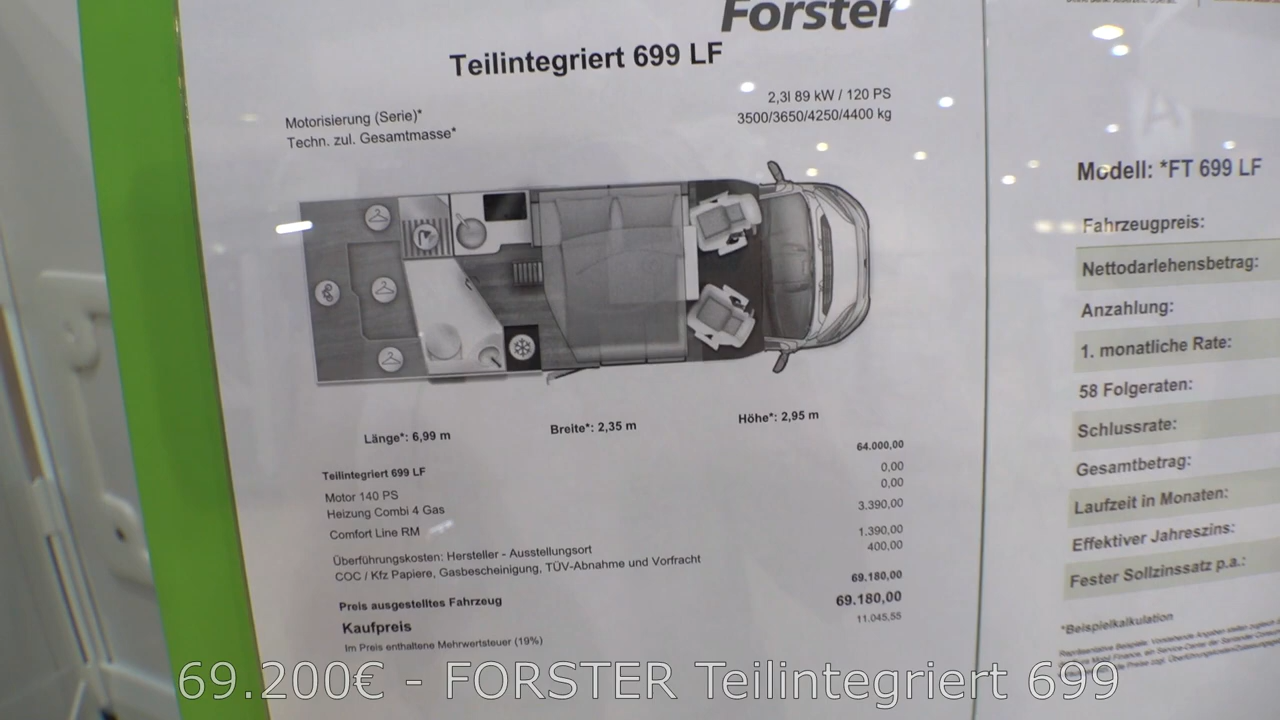 Forster
Teilintegriert 699 LF
Motorisierung (Serie)*
2,3l 89 kW / 120 PS
Techn. zul. Gesamtmasse*
3500/3650/4250/4400 kg
Länge*: 6,99 m
Breite*: 2,35 m
Höhe*: 2,95 m
Teilintegriert 699 LF
64.000,00
Motor 140 PS
0,00
Heizung Combi 4 Gas
0,00
Comfort Line RM
3.390,00
Überführungskosten: Hersteller - Ausstellungsort
1.390,00
COC / Kfz Papiere, Gasbescheinigung, TÜV-Abnahme und Vorfracht
400,00
Preis ausgestelltes Fahrzeug
69.180,00
Kaufpreis
69.180,00
Im Preis enthaltene Mehrwertsteuer (19%)
11.045,55
Modell: *FT 699 LF
Fahrzeugpreis:
Nettodarlehensbetrag:
Anzahlung:
1. monatliche Rate:
58 Folgeraten:
Schlussrate:
Gesamtbetrag:
Laufzeit in Monaten:
Effektiver Jahreszins:
Fester Sollzinssatz p.a.:
*Beispielkalkulation
69.200€ - FORSTER Teilintegriert 699